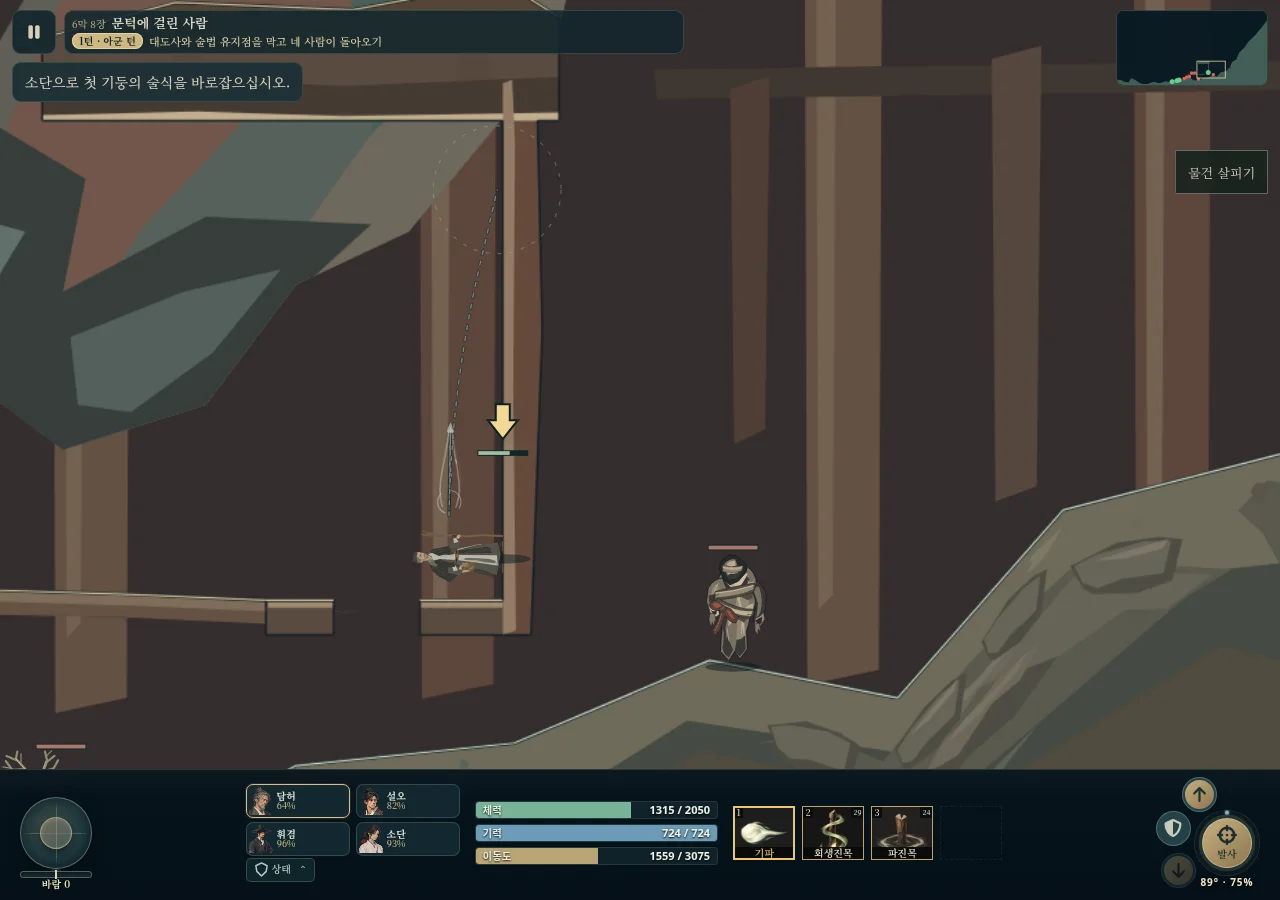 6막 8장 문턱에 걸린 사람
1턴 · 아군 턴 대도사와 술법 유지점을 막고 네 사람이 돌아오기
소단으로 첫 기둥의 술식을 바로잡으십시오.
물건 살피기
바람 0
담허
64%
설오
82%
휘겸
96%
소단
93%
상태
체력 1315 / 2050
기력 724 / 724
이동도 1559 / 3075
1
기파
2 29
회생진목
3 24
파진목
발사
89° · 75%